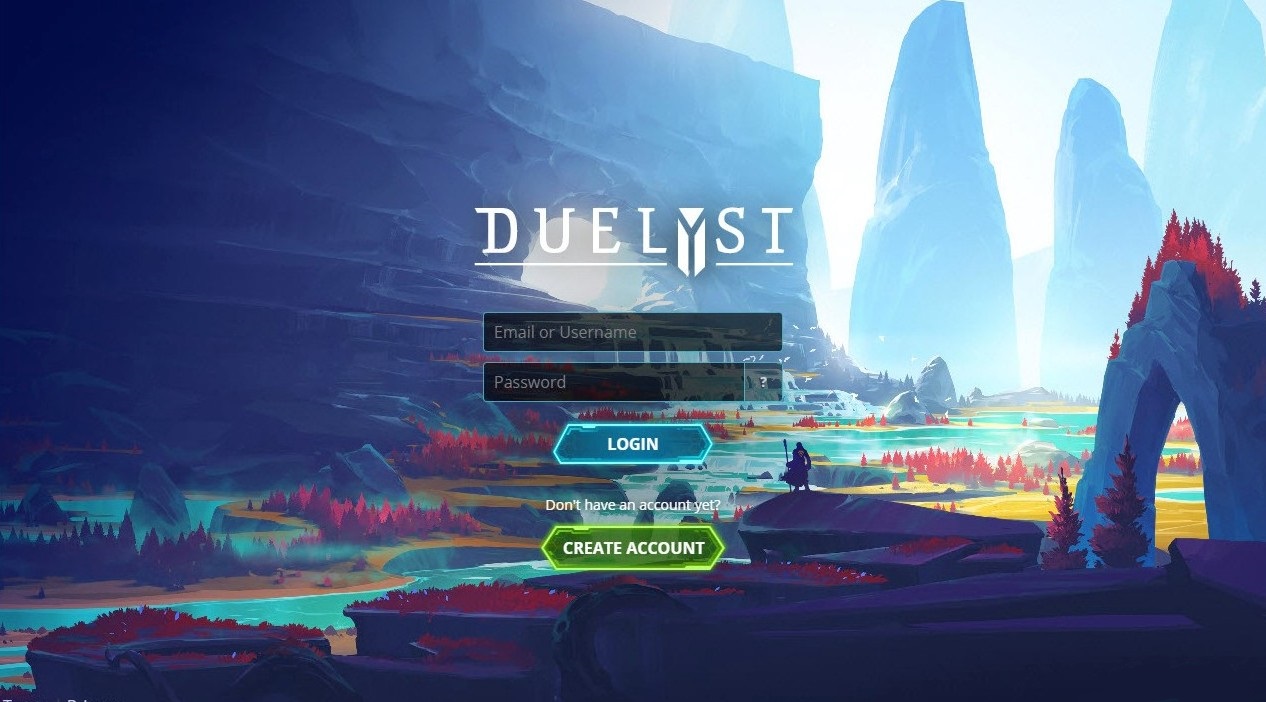 DUELYST
Email or Username
Password
?
LOGIN
Don't have an account yet?
CREATE ACCOUNT